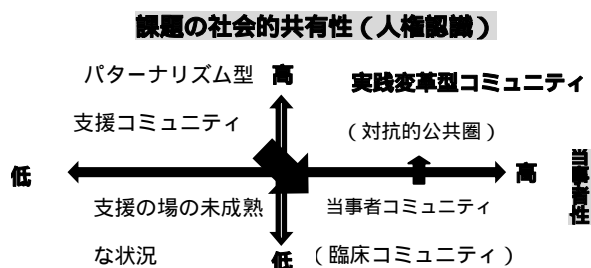 課題の社会的共有性(人権認識)
パターナリズム型
支援コミュニティ
高
実践変革型コミュニティ
(対抗的公共圏)
低
高
当事者性
支援の場の未成熟
な状況
低
当事者コミュニティ
(臨床コミュニティ)